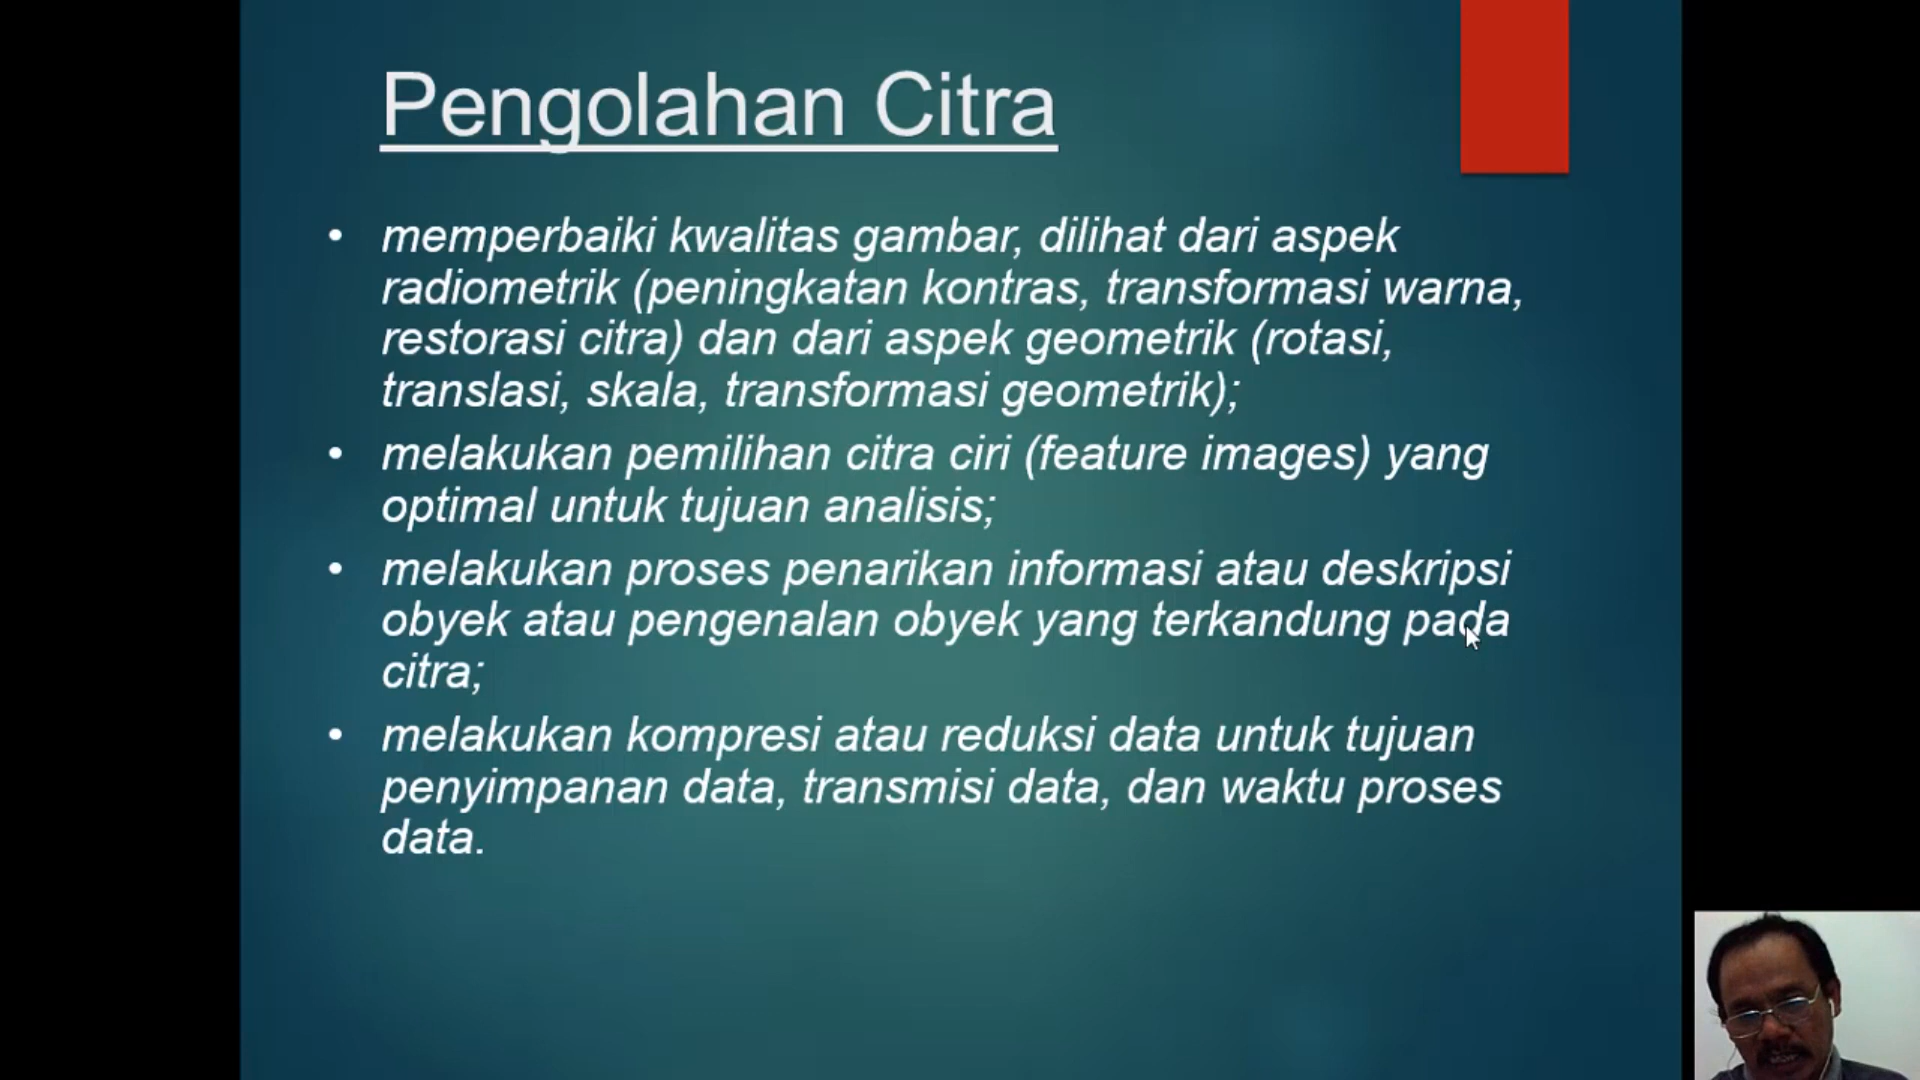 Pengolahan Citra
• memperbaiki kwalitas gambar, dilihat dari aspek
radiometrik (peningkatan kontras, transformasi warna,
restorasi citra) dan dari aspek geometrik (rotasi,
translasi, skala, transformasi geometrik);
• melakukan pemilihan citra ciri (feature images) yang
optimal untuk tujuan analisis;
• melakukan proses penarikan informasi atau deskripsi
obyek atau pengenalan obyek yang terkandung pada
citra;
• melakukan kompresi atau reduksi data untuk tujuan
penyimpanan data, transmisi data, dan waktu proses
data.